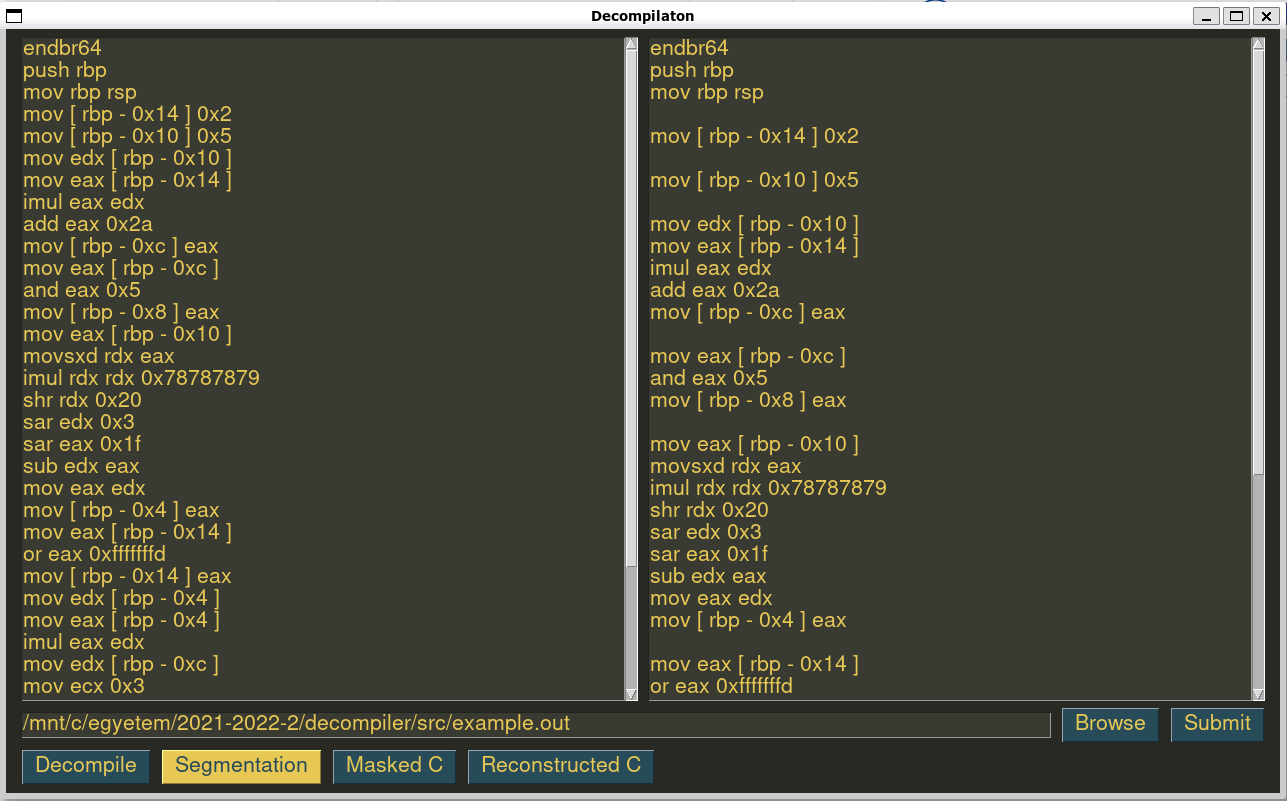 Decompilaton
endbr64
push rbp
mov rbp rsp
mov [ rbp - 0x14 ] 0x2
mov [ rbp - 0x10 ] 0x5
mov edx [ rbp - 0x10 ]
mov eax [ rbp - 0x14 ]
imul eax edx
add eax 0x2a
mov [ rbp - 0xc ] eax
mov eax [ rbp - 0xc ]
and eax 0x5
mov [ rbp - 0x8 ] eax
mov eax [ rbp - 0x10 ]
movsxd rdx eax
imul rdx rdx 0x78787879
shr rdx 0x20
sar edx 0x3
sar eax 0x1f
sub edx eax
mov eax edx
mov [ rbp - 0x4 ] eax
mov eax [ rbp - 0x14 ]
or eax 0xfffffffd
mov [ rbp - 0x14 ] eax
mov edx [ rbp - 0x4 ]
mov eax [ rbp - 0x4 ]
imul eax edx
mov edx [ rbp - 0xc ]
mov ecx 0x3
endbr64
push rbp
mov rbp rsp
mov [ rbp - 0x14 ] 0x2
mov [ rbp - 0x10 ] 0x5
mov edx [ rbp - 0x10 ]
mov eax [ rbp - 0x14 ]
imul eax edx
add eax 0x2a
mov [ rbp - 0xc ] eax
mov eax [ rbp - 0xc ]
and eax 0x5
mov [ rbp - 0x8 ] eax
mov eax [ rbp - 0x10 ]
movsxd rdx eax
imul rdx rdx 0x78787879
shr rdx 0x20
sar edx 0x3
sar eax 0x1f
sub edx eax
mov eax edx
mov [ rbp - 0x4 ] eax
mov eax [ rbp - 0x14 ]
or eax 0xfffffffd
/mnt/c/egyetem/2021-2022-2/decompiler/src/example.out
Browse
Submit
Decompile
Segmentation
Masked C
Reconstructed C